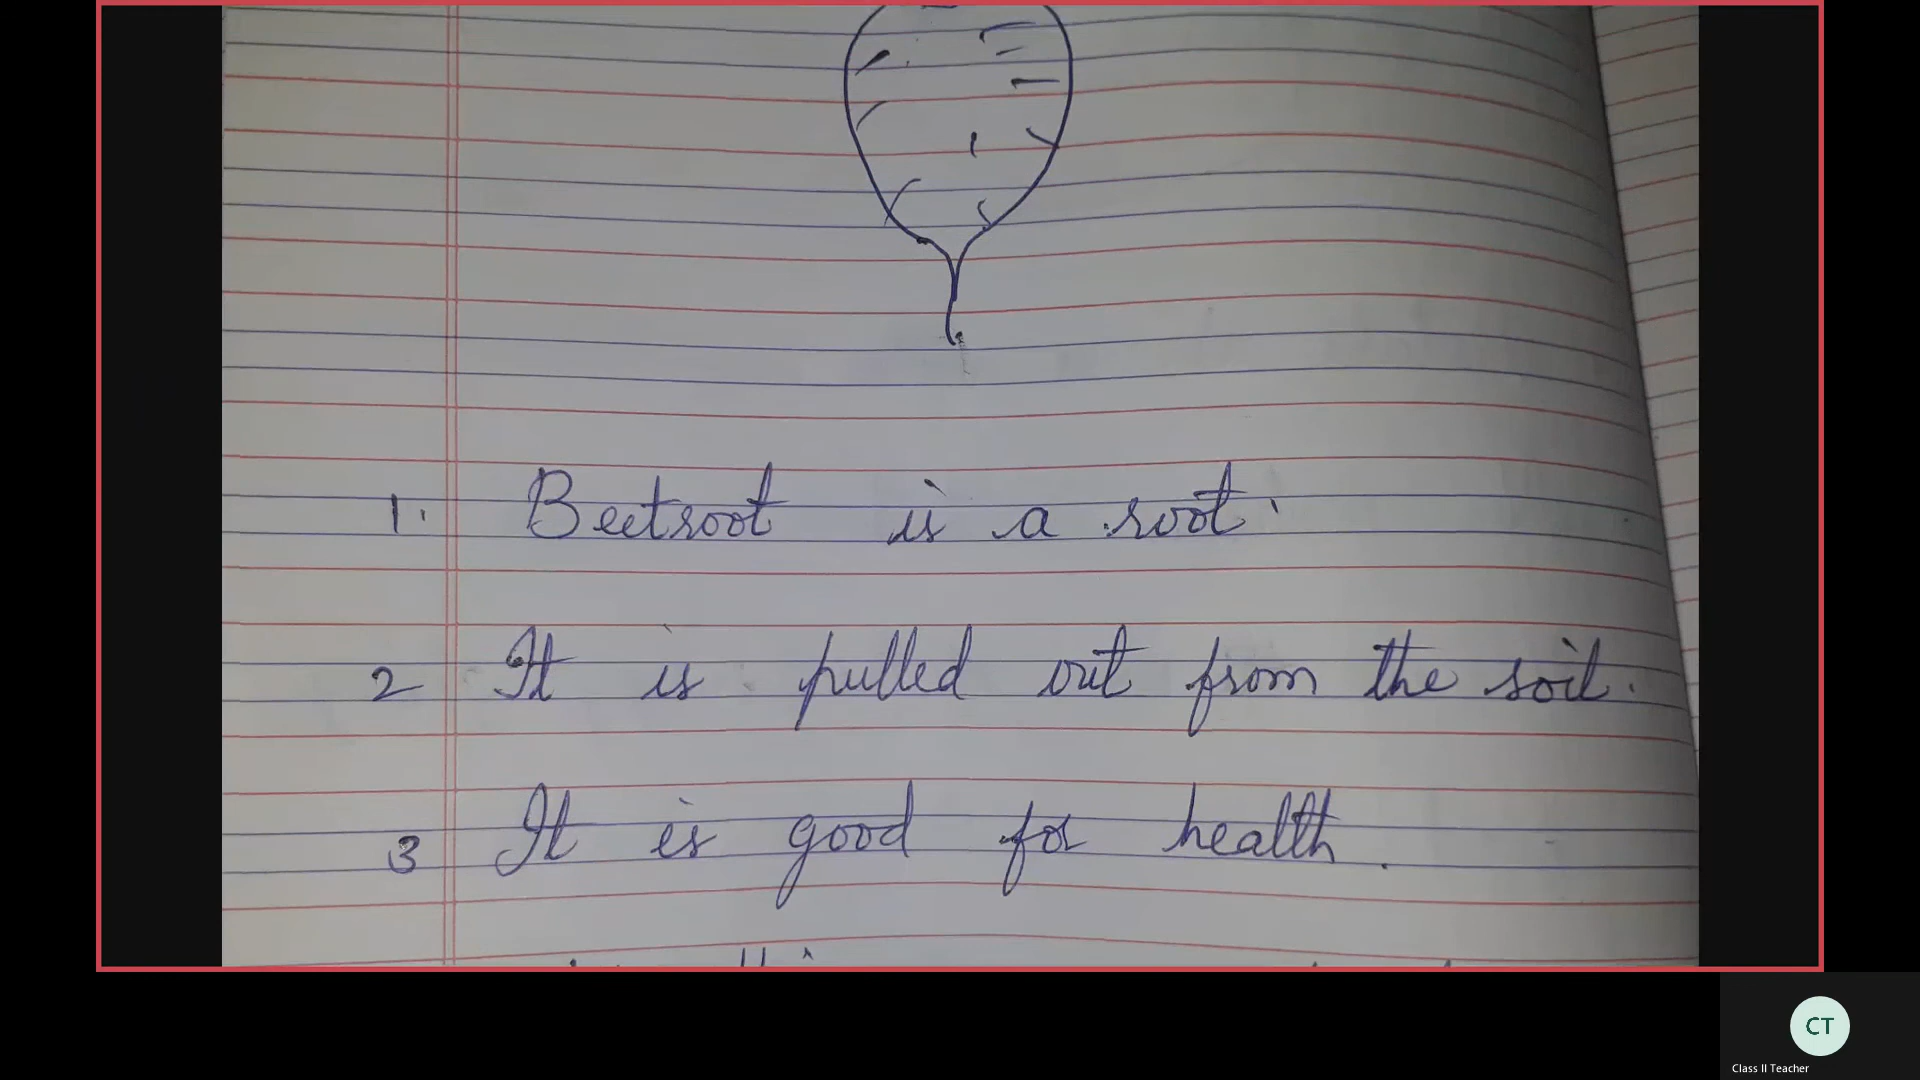 1. Beetroot is a root.
2 It is pulled out from the soil.
3 It is good for health.
CT
Class II Teacher